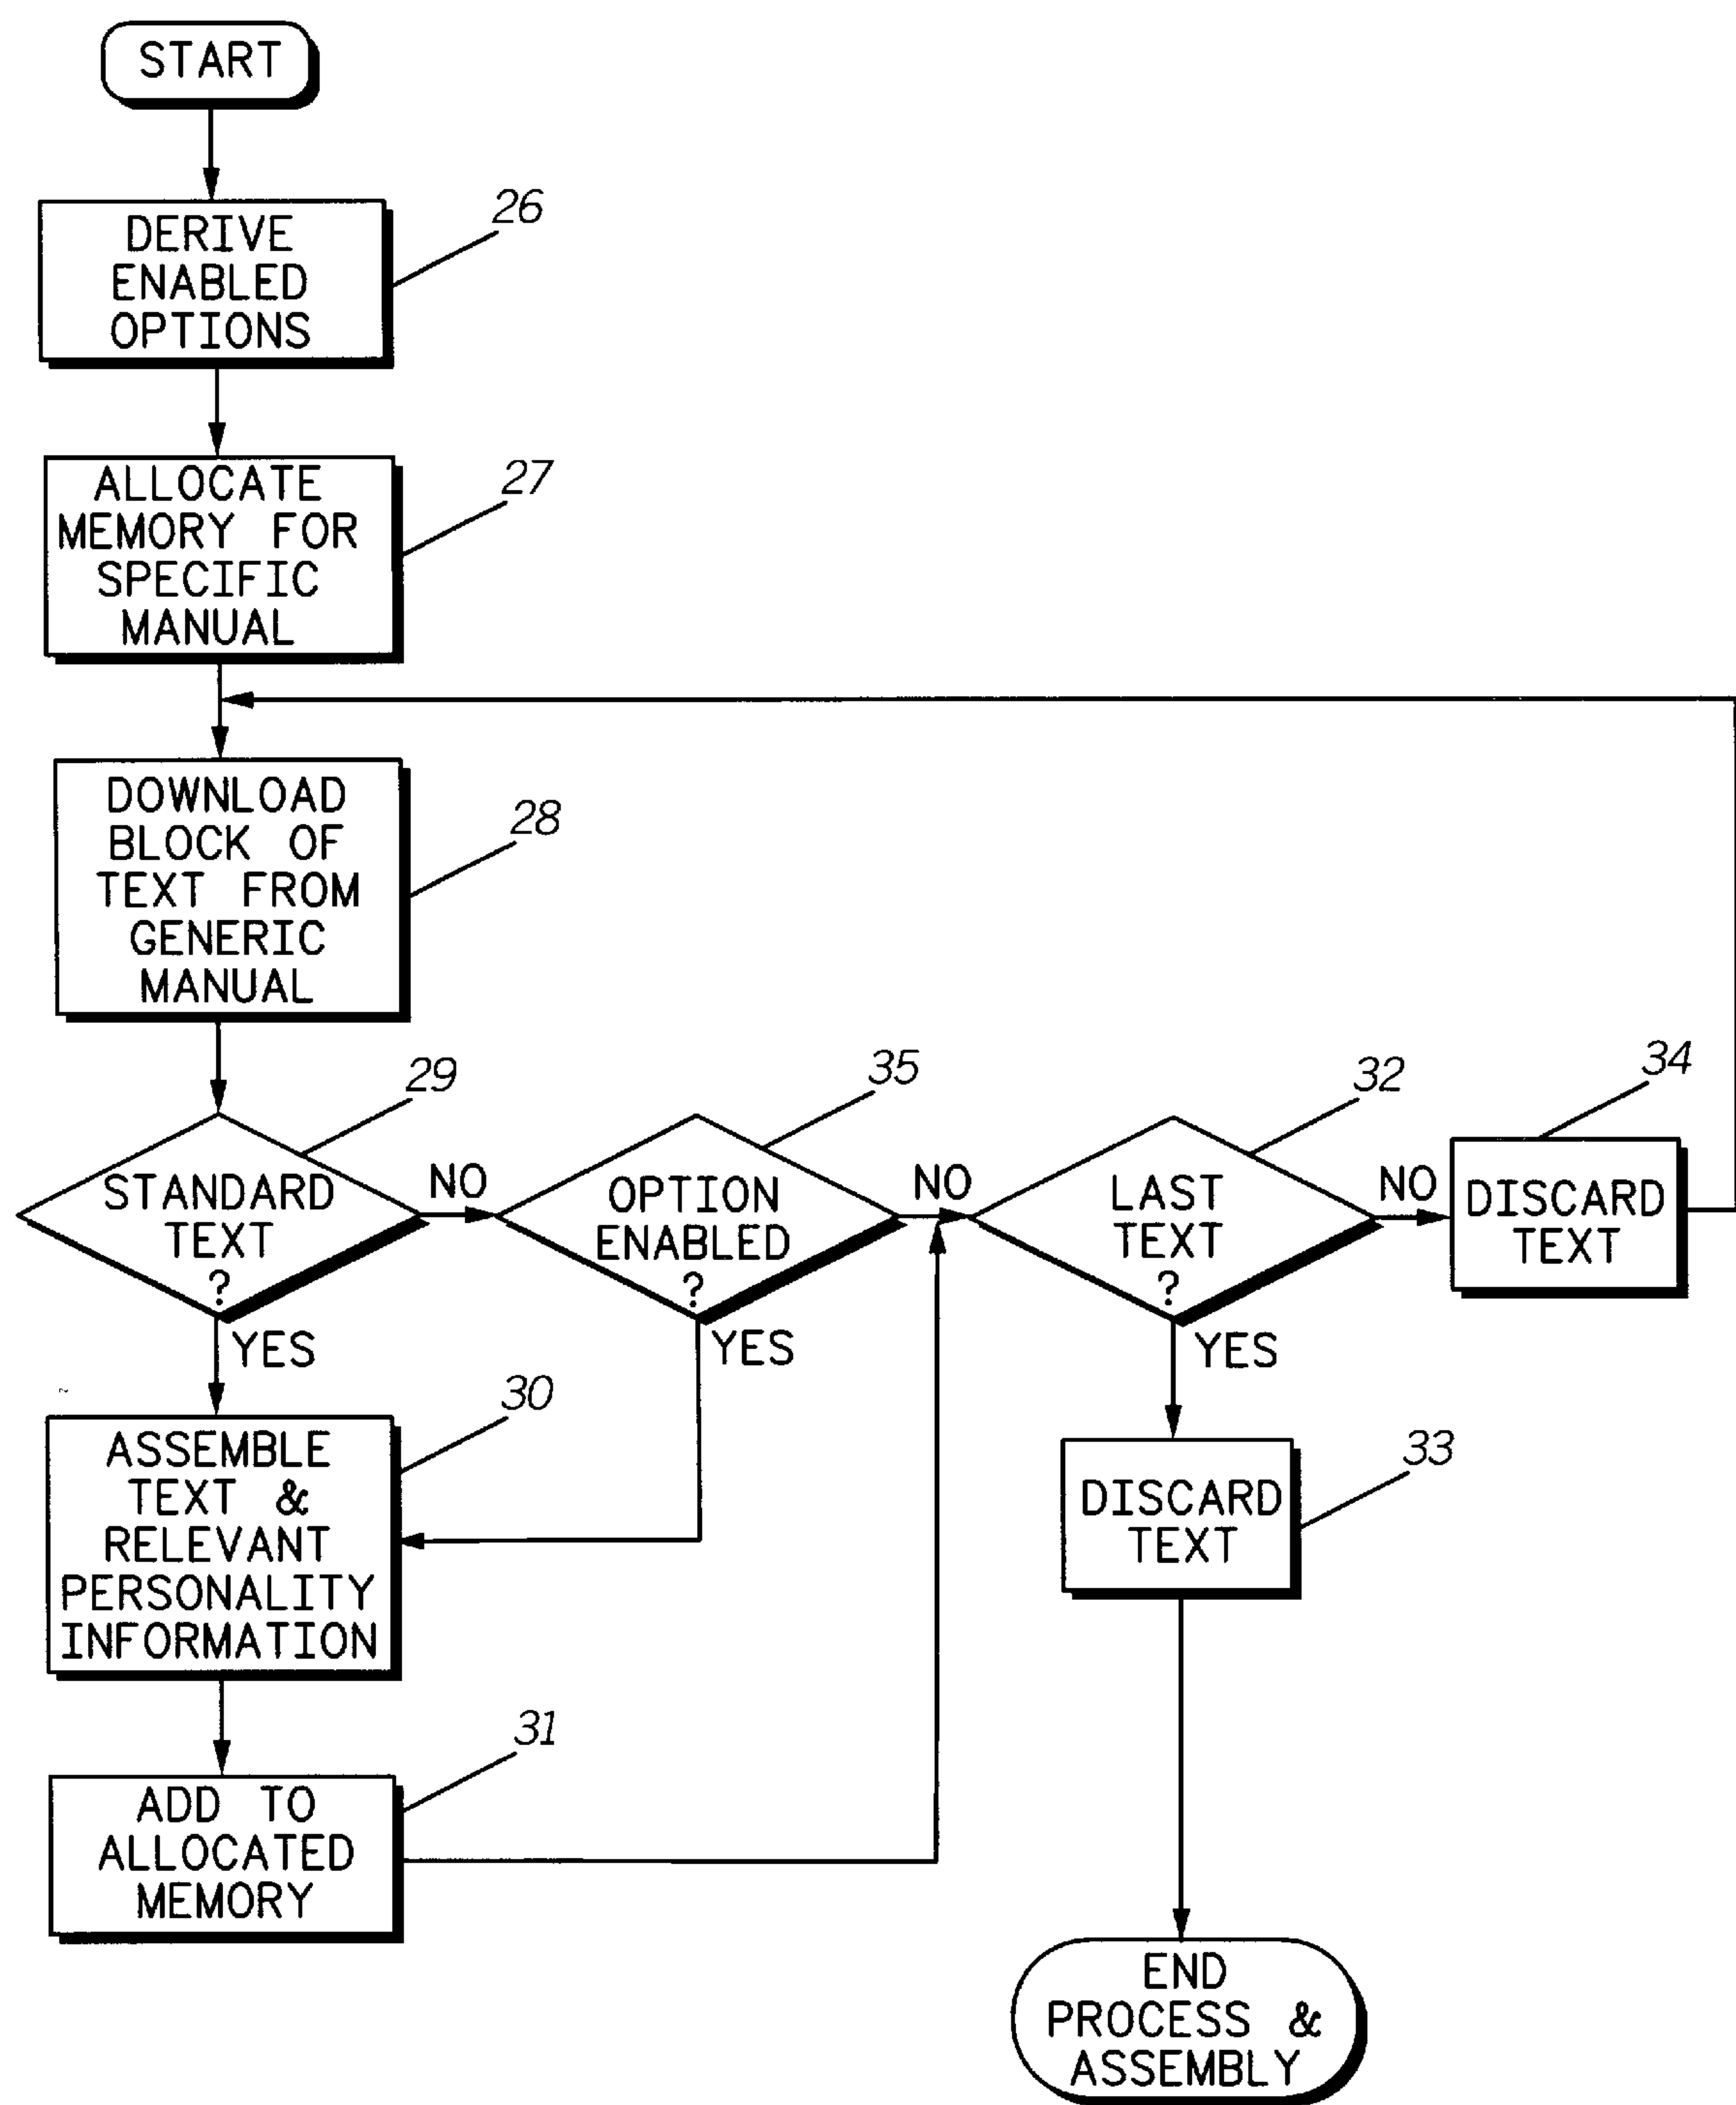 START
26
DERIVE
ENABLED
OPTIONS
27
ALLOCATE
MEMORY FOR
SPECIFIC
MANUAL
28
DOWNLOAD
BLOCK OF
TEXT FROM
GENERIC
MANUAL
29
STANDARD
TEXT
?
NO
YES
35
OPTION
ENABLED
?
NO
YES
32
LAST
TEXT
?
NO
YES
34
DISCARD
TEXT
30
ASSEMBLE
TEXT &
RELEVANT
PERSONALITY
INFORMATION
33
DISCARD
TEXT
31
ADD TO
ALLOCATED
MEMORY
END
PROCESS &
ASSEMBLY